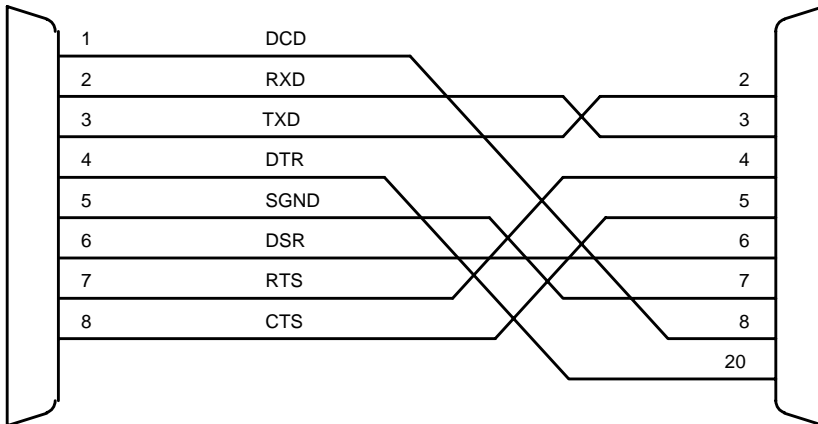 1 DCD
2 RXD 2
3 TXD 3
4 DTR 4
5 SGND 5
6 DSR 6
7 RTS 7
8 CTS 8
20